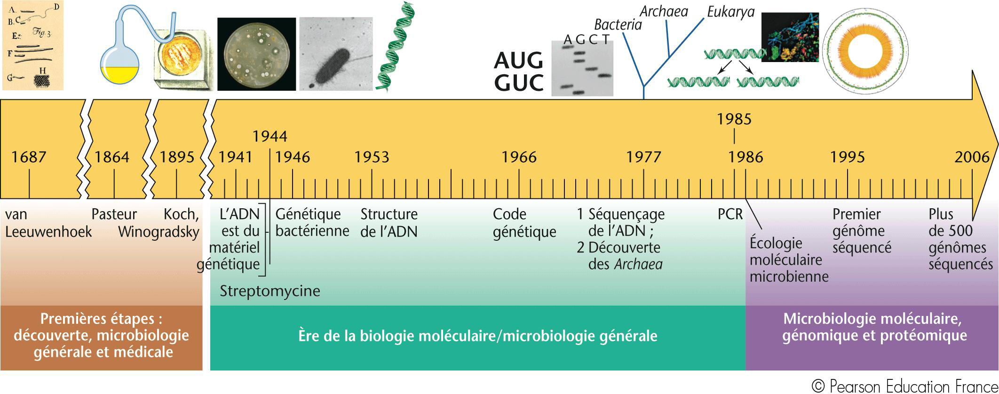 A.
D
B.
C
E.
Fig. 3
F
G
H
AUG
GUC
A G C T
Bacteria
Archaea
Eukarya
1687
1864
1895
1941
1944
1946
1953
1966
1977
1985
1986
1995
2006
van
Leeuwenhoek
Pasteur
Koch,
Winogradsky
L’ADN
est du
matériel
génétique
Streptomycine
Génétique
bactérienne
Structure
de l’ADN
Code
génétique
1 Séquençage
de l’ADN ;
2 Découverte
des Archaea
PCR
Écologie
moléculaire
microbienne
Premier
génôme
séquencé
Plus
de 500
génômes
séquencés
Premières étapes :
découverte, microbiologie
générale et médicale
Ère de la biologie moléculaire/microbiologie générale
Microbiologie moléculaire,
génomique et protéomique
© Pearson Education France